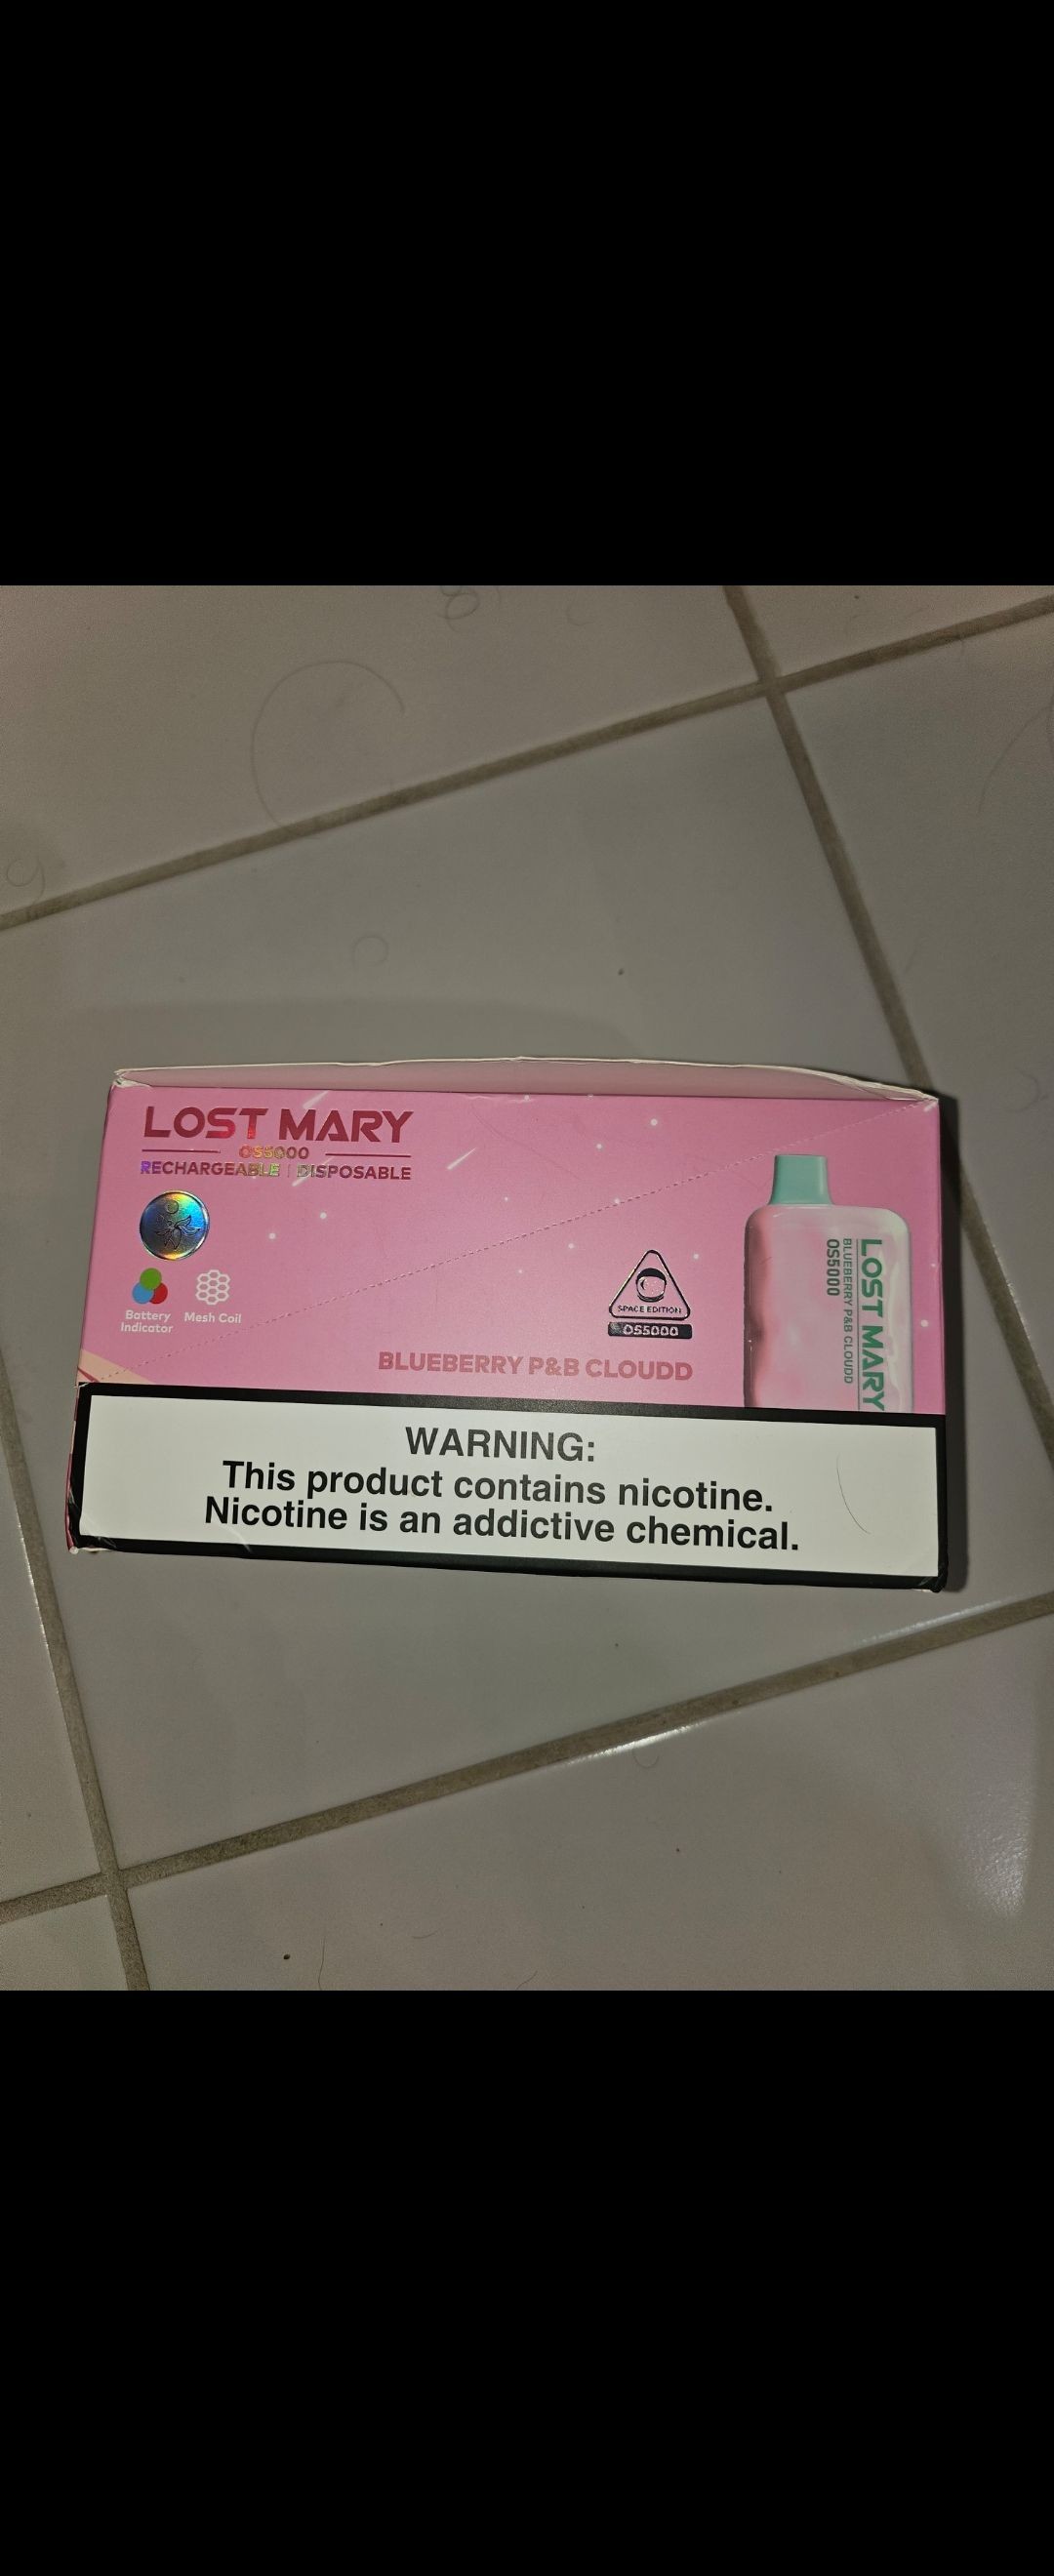 LOST MARY
OS5000
RECHARGEABLE | DISPOSABLE
Battery
Indicator
Mesh Coil
SPACE EDITION
OS5000
BLUEBERRY P&B CLOUDD
LOST MARY
BLUEBERRY P&B CLOUDD
OS5000
WARNING:
This product contains nicotine.
Nicotine is an addictive chemical.